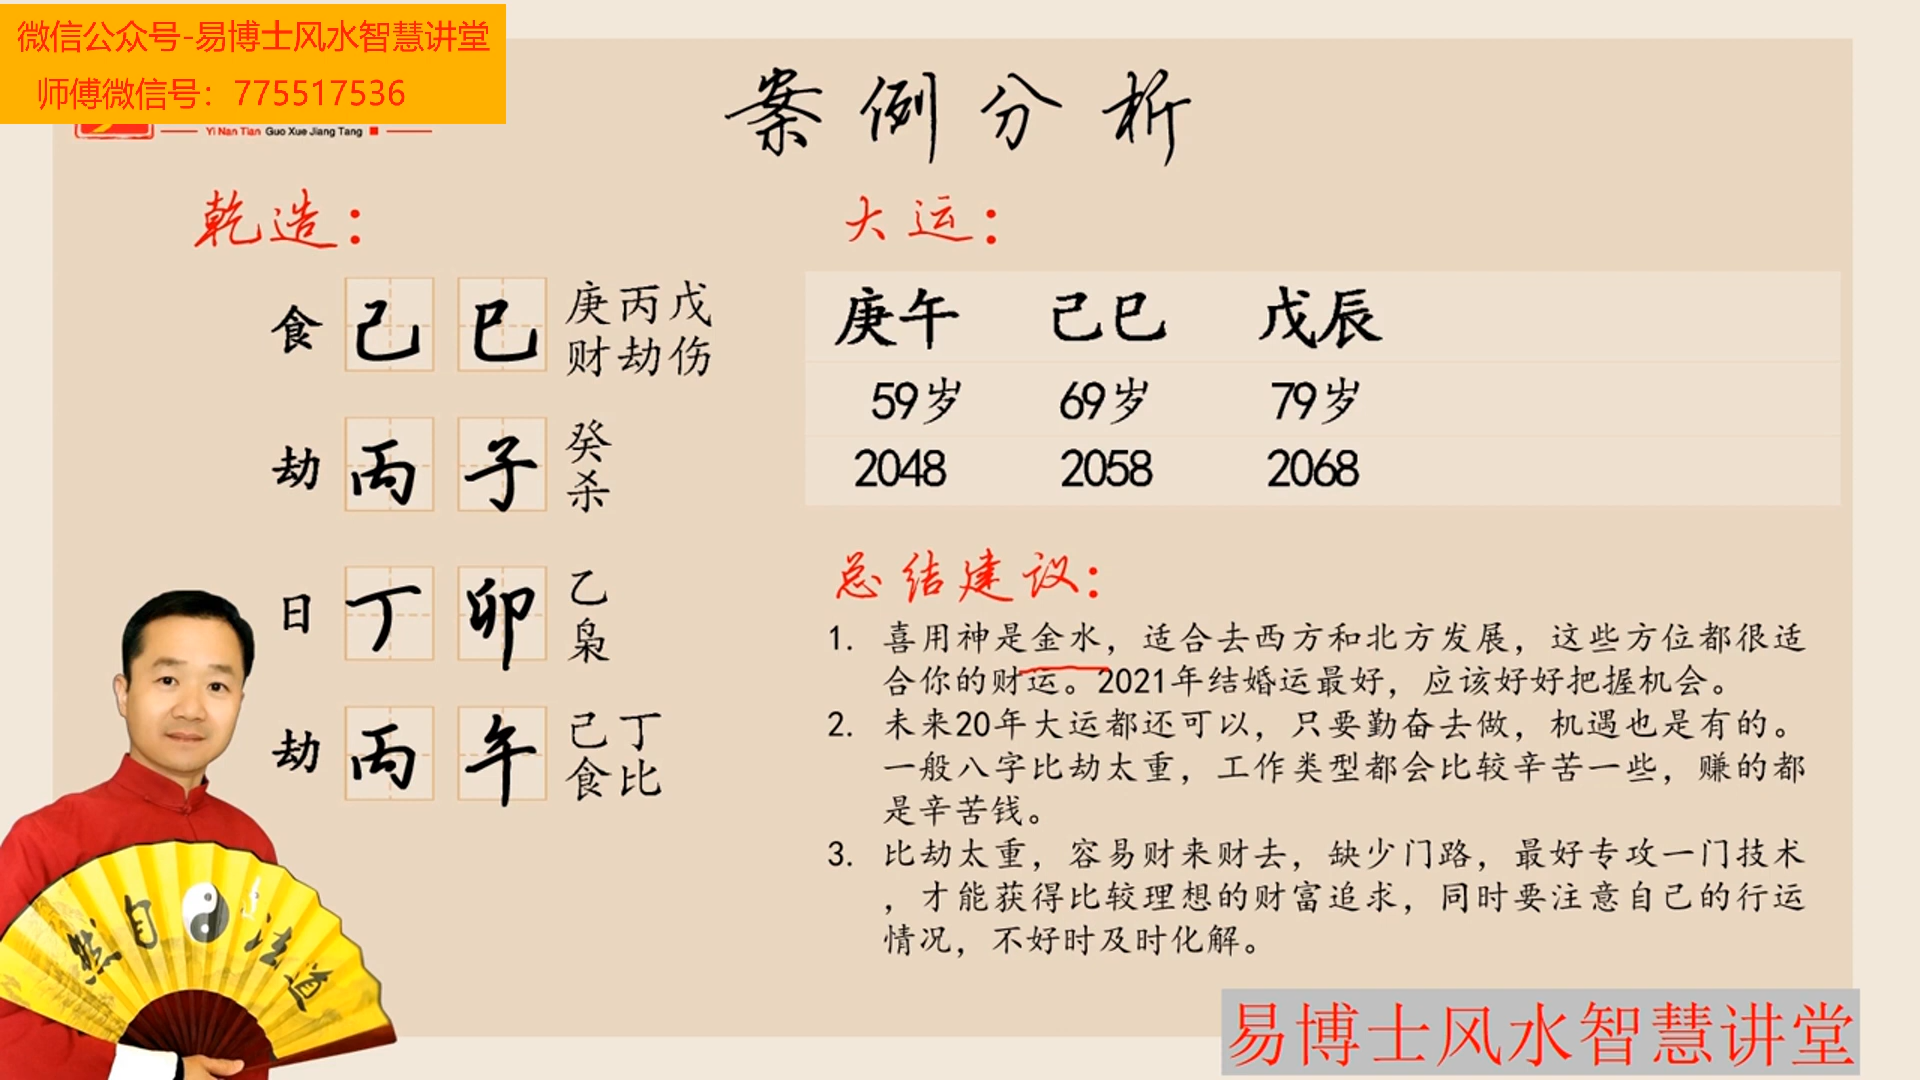 微信公众号-易博士风水智慧讲堂
师傅微信号：775517536
Yi Nan Tian Guo Xue Jiang Tang
案例分析
乾造：
食 己 巳 庚丙戊
财劫伤
劫 丙 子 癸
杀
日 丁 卯 乙
枭
劫 丙 午 己丁
食比
大运：
庚午 己巳 戊辰
59岁 69岁 79岁
2048 2058 2068
总结建议：
1. 喜用神是金水，适合去西方和北方发展，这些方位都很适
合你的财运。2021年结婚运最好，应该好好把握机会。
2. 未来20年大运都还可以，只要勤奋去做，机遇也是有的。
一般八字比劫太重，工作类型都会比较辛苦一些，赚的都
是辛苦钱。
3. 比劫太重，容易财来财去，缺少门路，最好专攻一门技术
，才能获得比较理想的财富追求，同时要注意自己的行运
情况，不好时及时化解。
然自法道
易博士风水智慧讲堂